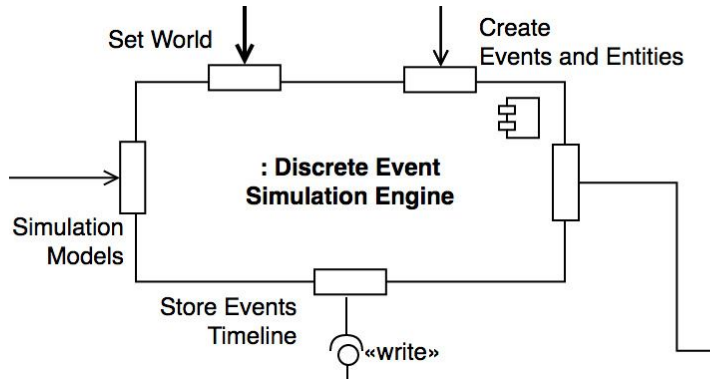 Set World
Create
Events and Entities
: Discrete Event
Simulation Engine
Simulation
Models
Store Events
Timeline
«write»